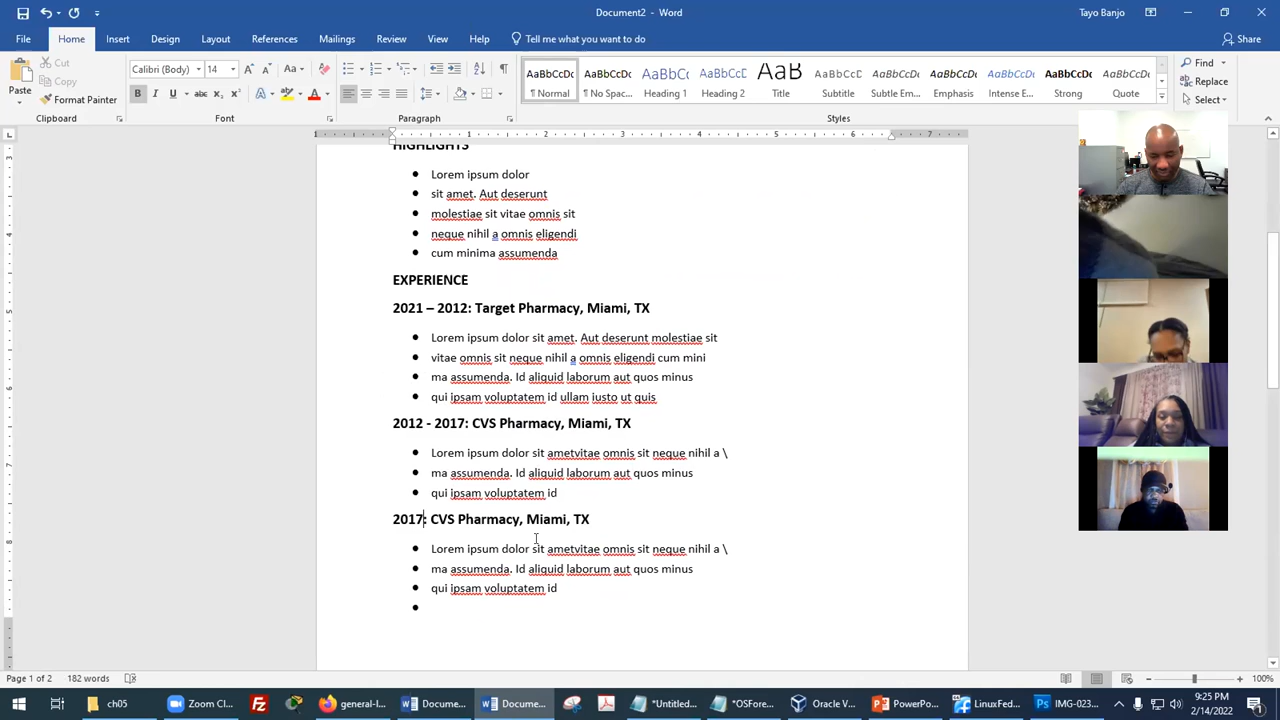 Document2 - Word
Tayo Banjo
File Home Insert Design Layout References Mailings Review View Help Tell me what you want to do Share
Paste
Cut
Copy
Format Painter
Clipboard
Calibri (Body) 14
Font
Paragraph
AaBbCcDc AaBbCcDc AaBbCc AaBbCcD AaB AaBbCcD AaBbCcDc AaBbCcDc AaBbCcDc AaBbCcDc AaBbCcDc
¶ Normal ¶ No Spac... Heading 1 Heading 2 Title Subtitle Subtle Em... Emphasis Intense E... Strong Quote
Styles
Find
Replace
Select
HIGHLIGHTS
• Lorem ipsum dolor
• sit amet. Aut deserunt
• molestiae sit vitae omnis sit
• neque nihil a omnis eligendi
• cum minima assumenda
EXPERIENCE
2021 – 2012: Target Pharmacy, Miami, TX
• Lorem ipsum dolor sit amet. Aut deserunt molestiae sit
• vitae omnis sit neque nihil a omnis eligendi cum mini
• ma assumenda. Id aliquid laborum aut quos minus
• qui ipsam voluptatem id ullam iusto ut quis
2012 - 2017: CVS Pharmacy, Miami, TX
• Lorem ipsum dolor sit ametvitae omnis sit neque nihil a \
• ma assumenda. Id aliquid laborum aut quos minus
• qui ipsam voluptatem id
2017: CVS Pharmacy, Miami, TX
• Lorem ipsum dolor sit ametvitae omnis sit neque nihil a \
• ma assumenda. Id aliquid laborum aut quos minus
• qui ipsam voluptatem id
•
Page 1 of 2 182 words
100%
ch05 Zoom Cl... general-l... Docume... Docume... *Untitled... *OSFore... Oracle V... PowerPo... LinuxFed... IMG-023...
9:25 PM
2/14/2022